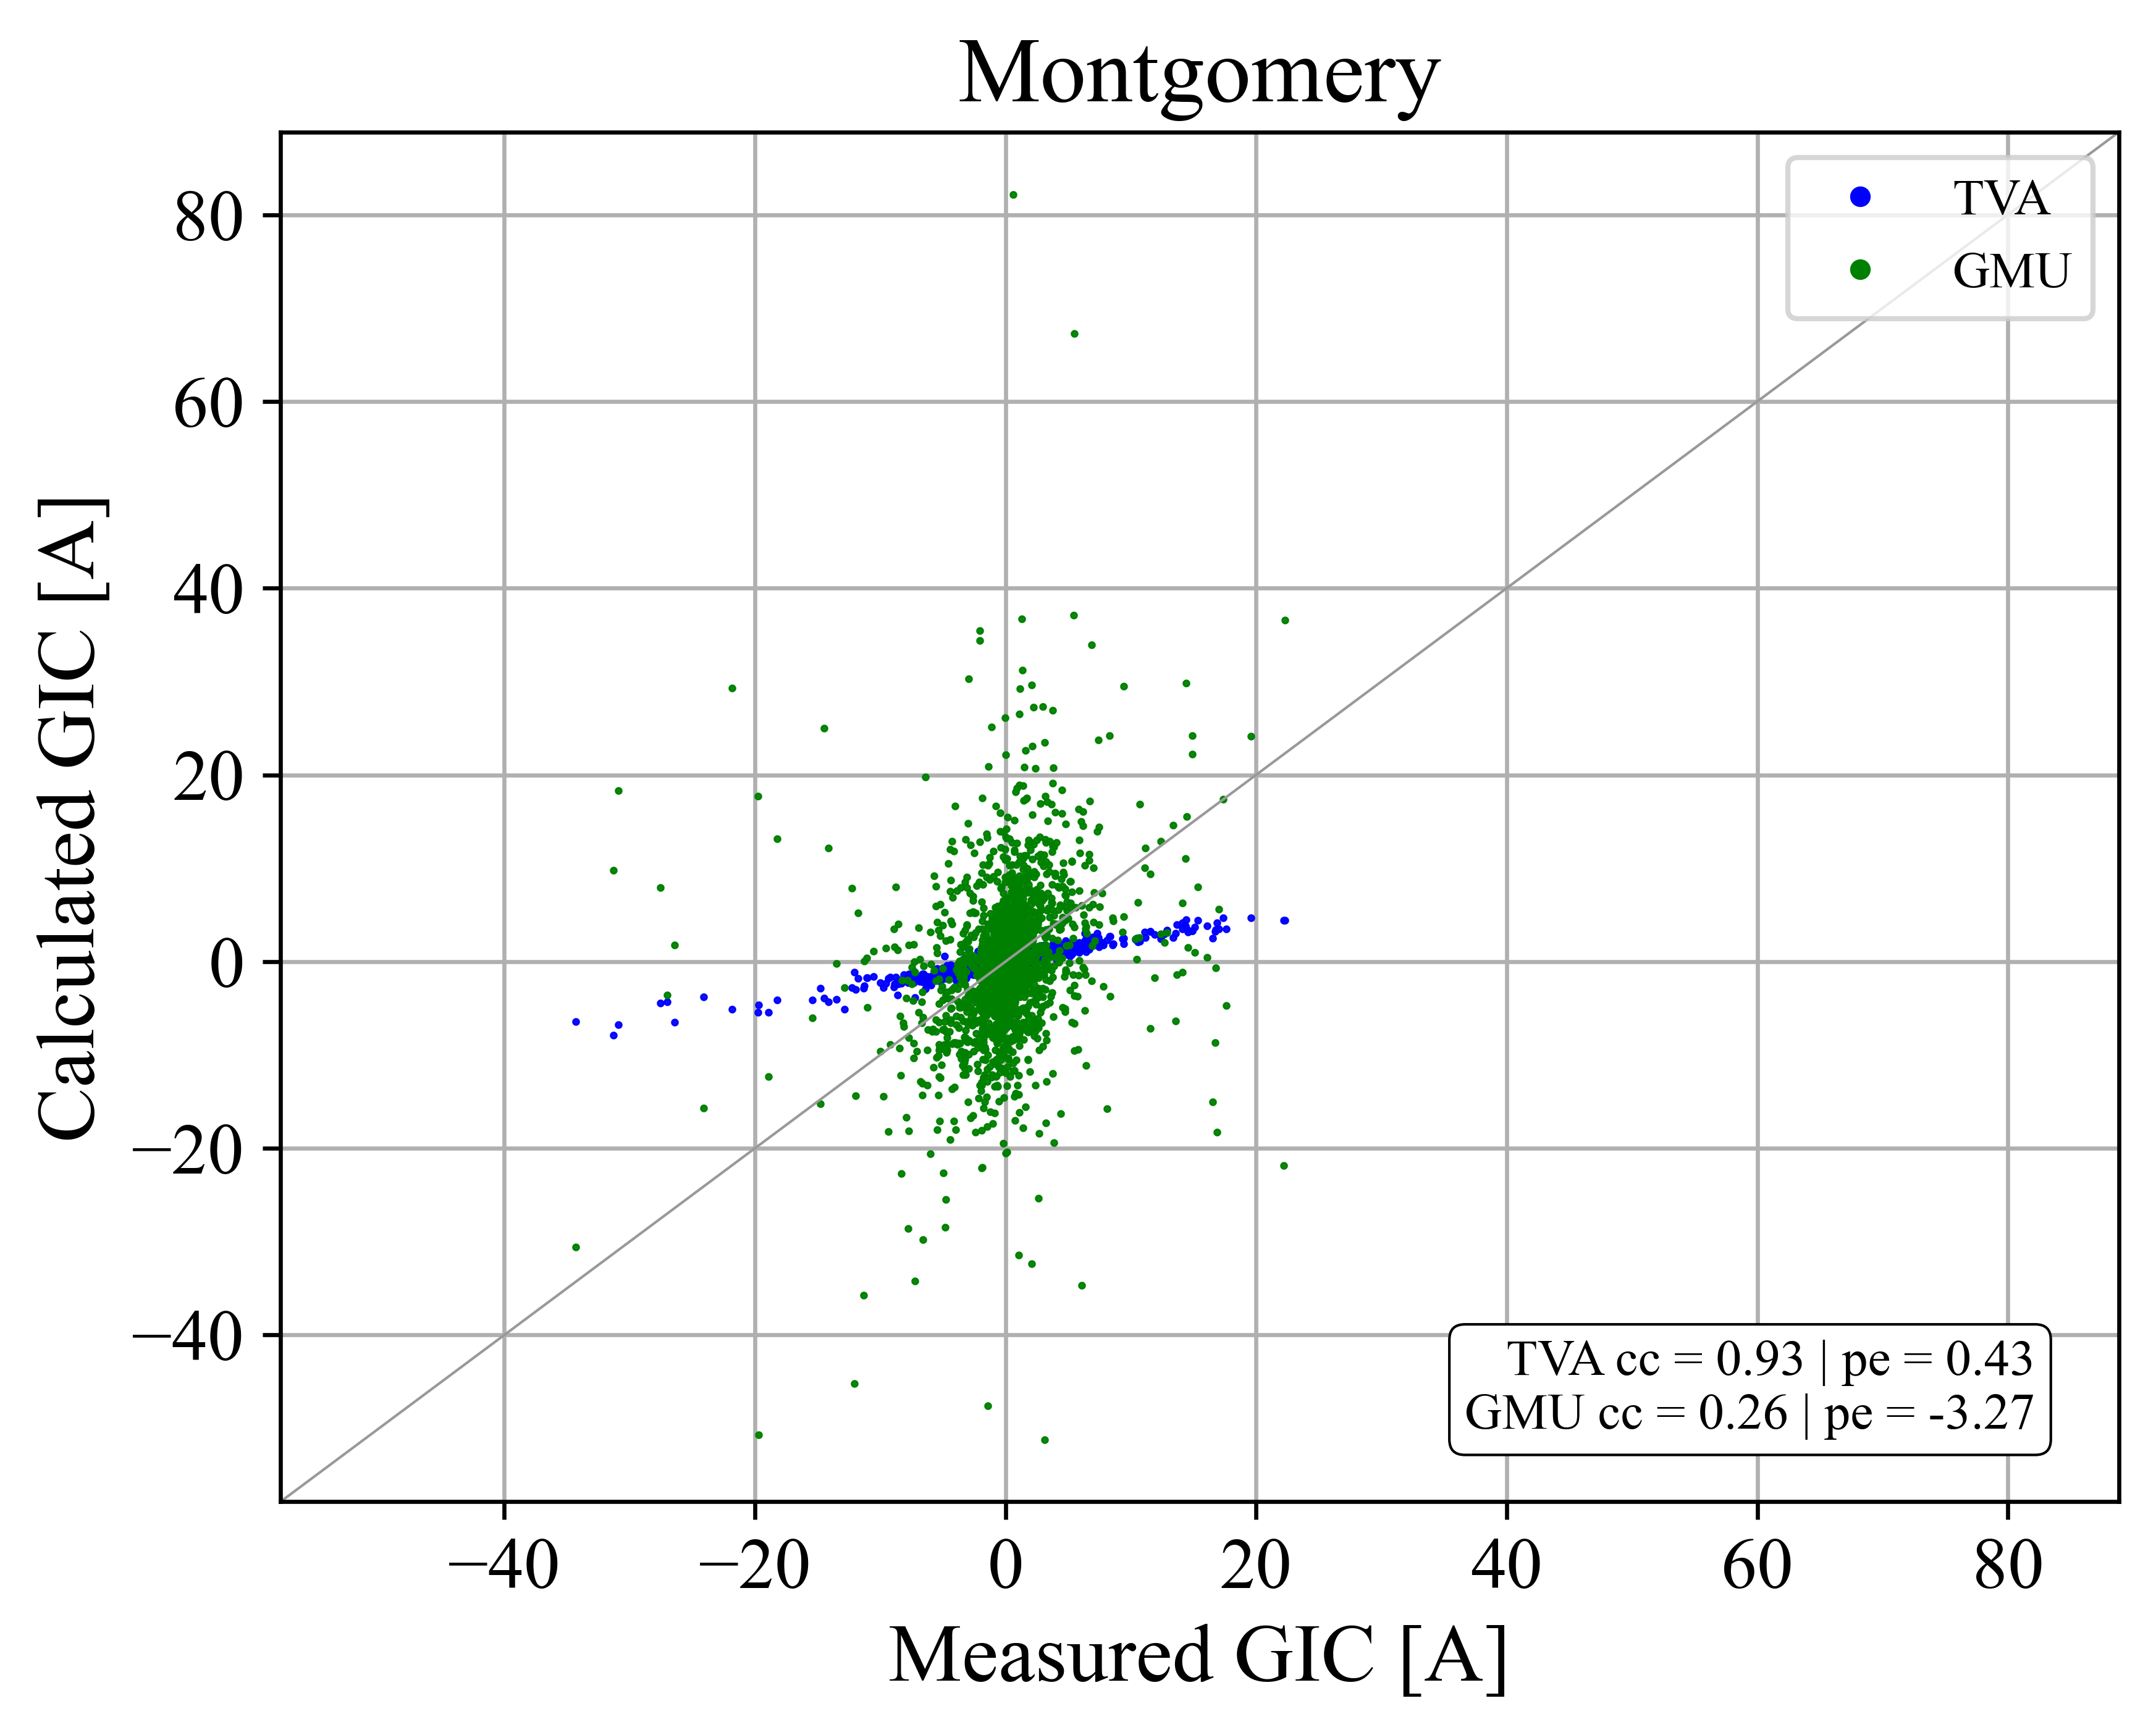 Montgomery
TVA
GMU
Calculated GIC [A]
80
60
40
20
0
−20
−40
TVA cc = 0.93 | pe = 0.43
GMU cc = 0.26 | pe = -3.27
−40
−20
0
20
40
60
80
Measured GIC [A]